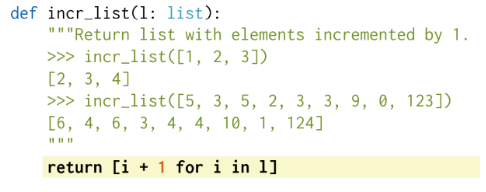 def incr_list(l: list):
    """Return list with elements incremented by 1.
    >>> incr_list([1, 2, 3])
    [2, 3, 4]
    >>> incr_list([5, 3, 5, 2, 3, 3, 9, 0, 123])
    [6, 4, 6, 3, 4, 4, 10, 1, 124]
    """
    return [i + 1 for i in l]